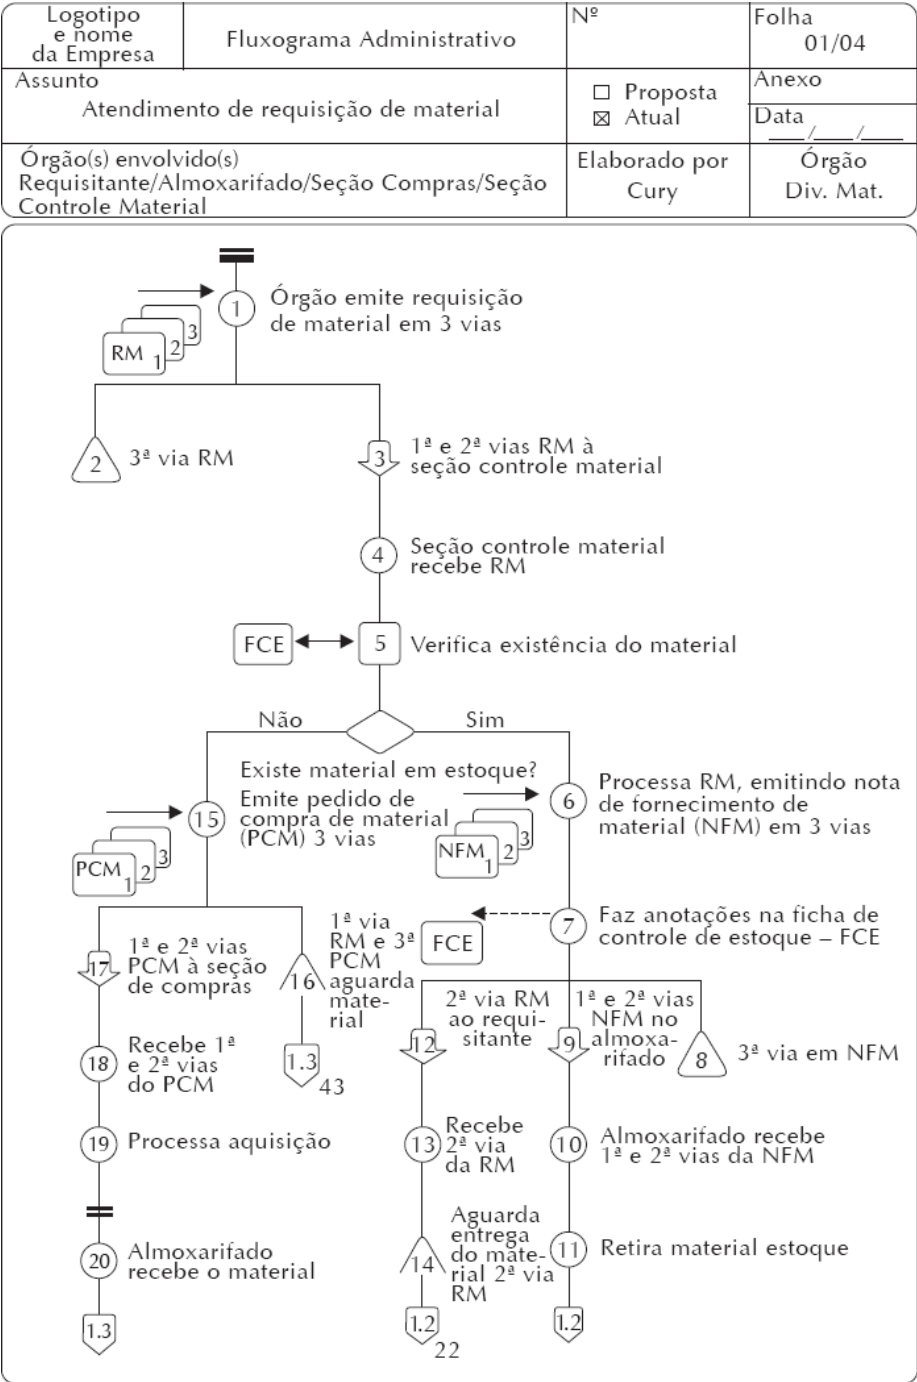 Logotipo
e nome
da Empresa
Fluxograma Administrativo
Nº
Folha
01/04
Assunto
Atendimento de requisição de material
Proposta
Atual
Anexo
Data
__/__/__
Órgão(s) envolvido(s)
Requisitante/Almoxarifado/Seção Compras/Seção
Controle Material
Elaborado por
Cury
Órgão
Div. Mat.
1
Órgão emite requisição
de material em 3 vias
RM 1
2
3
2
3ª via RM
3
1ª e 2ª vias RM à
seção controle material
4
Seção controle material
recebe RM
FCE
5
Verifica existência do material
Não
Sim
Existe material em estoque?
15
Emite pedido de
compra de material
(PCM) 3 vias
PCM 1
2
3
6
Processa RM, emitindo nota
de fornecimento de
material (NFM) em 3 vias
NFM 1
2
3
7
Faz anotações na ficha de
controle de estoque – FCE
FCE
17
1ª e 2ª vias
PCM à seção
de compras
16
1ª via
RM e 3ª
PCM
aguarda
mate-
rial
1.3
43
12
2ª via RM
ao requi-
sitante
9
1ª e 2ª vias
NFM no
almoxa-
rifado
8
3ª via em NFM
18
Recebe 1ª
e 2ª vias
do PCM
19
Processa aquisição
13
Recebe
2ª via
da RM
10
Almoxarifado recebe
1ª e 2ª vias da NFM
20
Almoxarifado
recebe o material
1.3
14
Aguarda
entrega
do mate-
rial 2ª via
RM
1.2
22
11
Retira material estoque
1.2